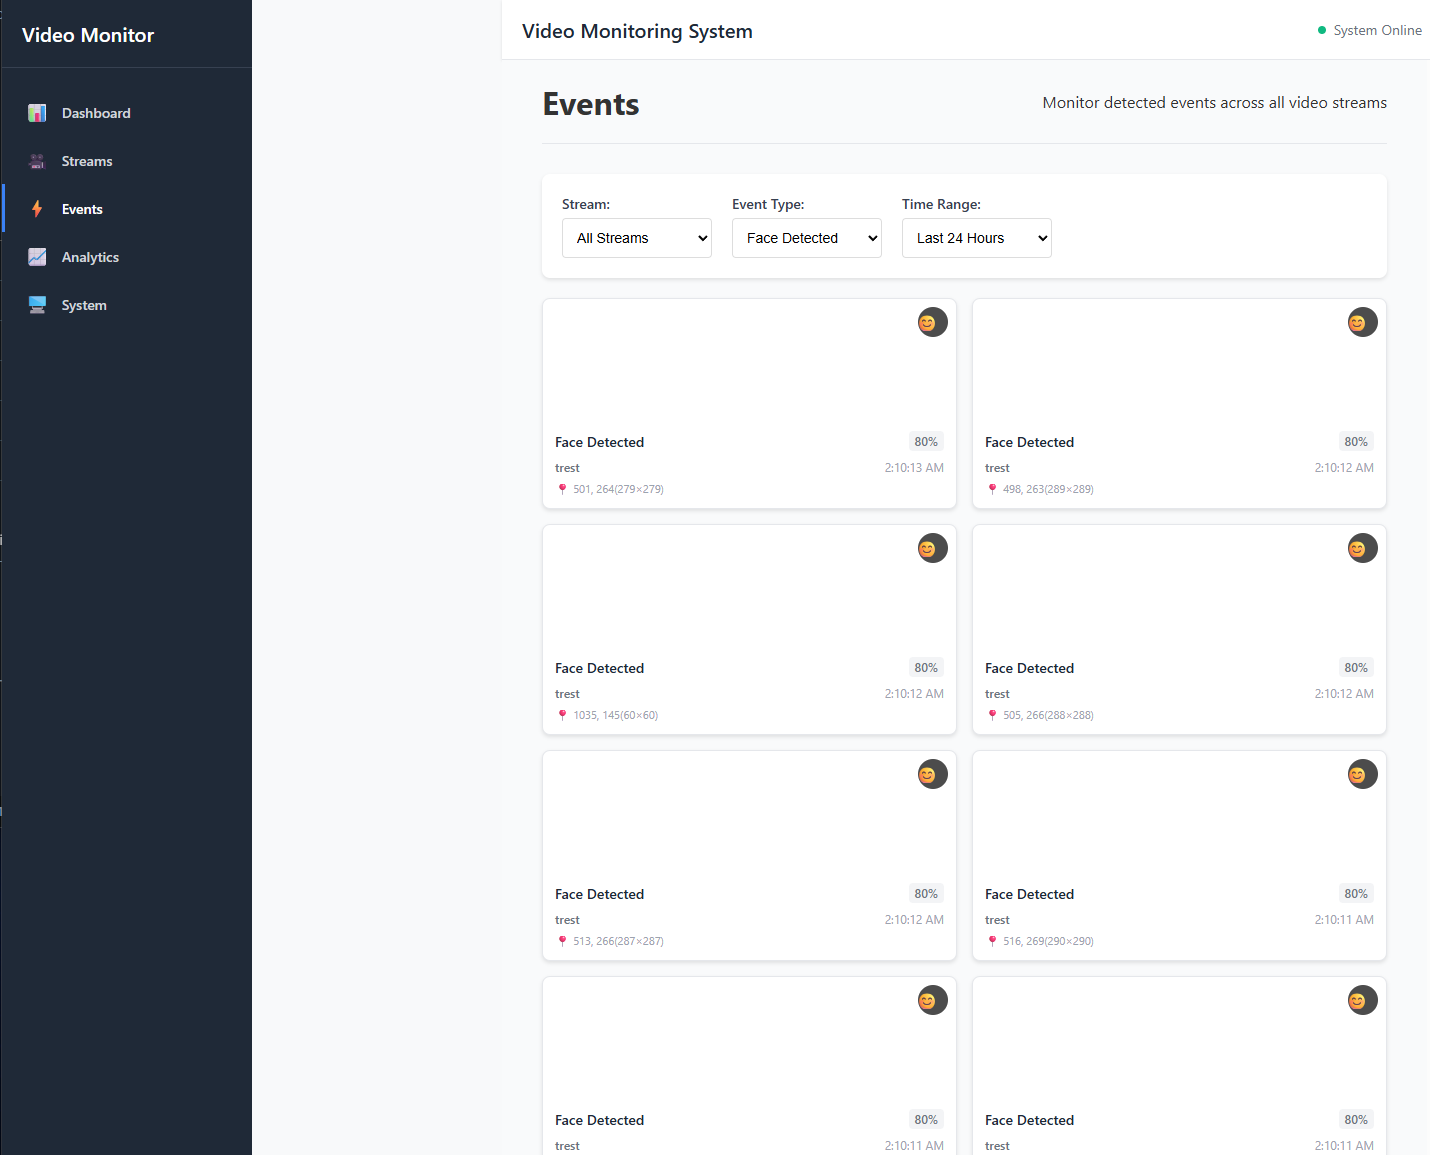 Video Monitor
Dashboard
Streams
Events
Analytics
System
Video Monitoring System
System Online
Events
Monitor detected events across all video streams
Stream:
Event Type:
Time Range:
All Streams
Face Detected
Last 24 Hours
Face Detected 80%
trest 2:10:13 AM
501, 264(279×279)
Face Detected 80%
trest 2:10:12 AM
498, 263(289×289)
Face Detected 80%
trest 2:10:12 AM
1035, 145(60×60)
Face Detected 80%
trest 2:10:12 AM
505, 266(288×288)
Face Detected 80%
trest 2:10:12 AM
513, 266(287×287)
Face Detected 80%
trest 2:10:11 AM
516, 269(290×290)
Face Detected 80%
trest 2:10:11 AM
Face Detected 80%
trest 2:10:11 AM